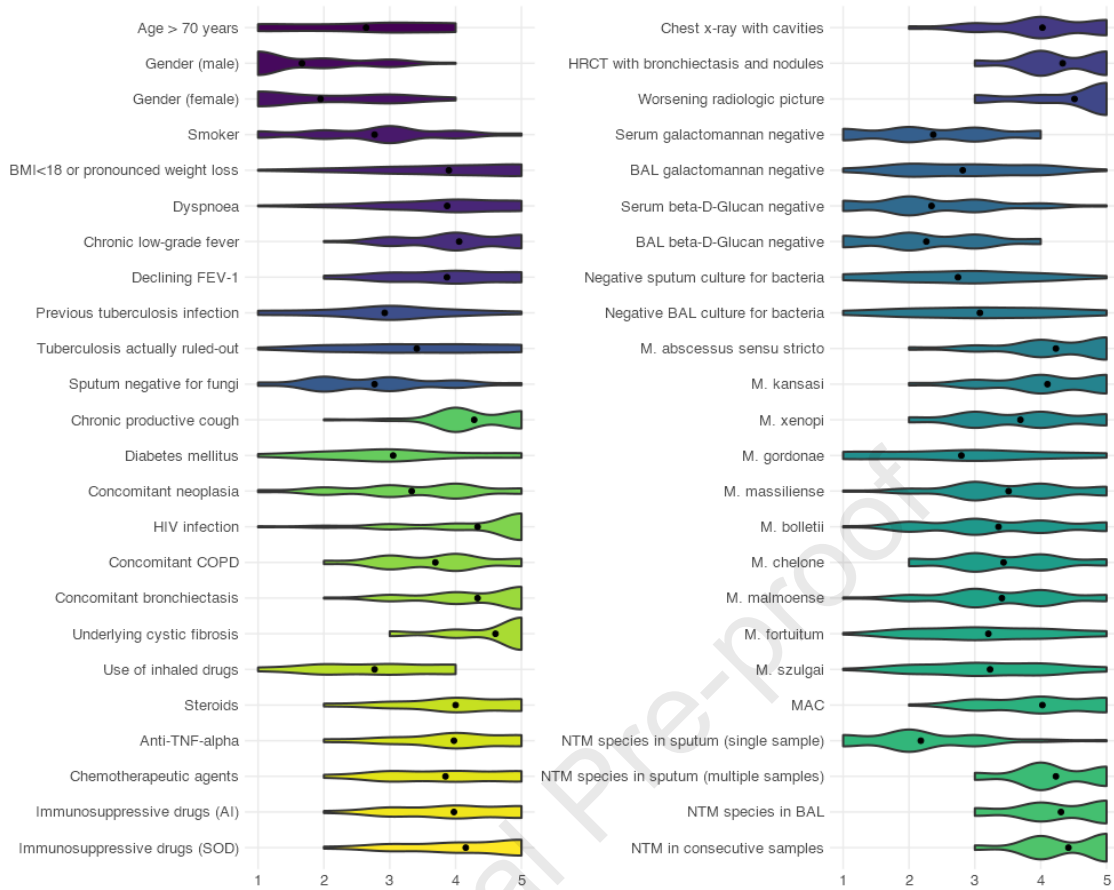 Age > 70 years
Gender (male)
Gender (female)
Smoker
BMI<18 or pronounced weight loss
Dyspnoea
Chronic low-grade fever
Declining FEV-1
Previous tuberculosis infection
Tuberculosis actually ruled-out
Sputum negative for fungi
Chronic productive cough
Diabetes mellitus
Concomitant neoplasia
HIV infection
Concomitant COPD
Concomitant bronchiectasis
Underlying cystic fibrosis
Use of inhaled drugs
Steroids
Anti-TNF-alpha
Chemotherapeutic agents
Immunosuppressive drugs (AI)
Immunosuppressive drugs (SOD)
1 2 3 4 5
Chest x-ray with cavities
HRCT with bronchiectasis and nodules
Worsening radiologic picture
Serum galactomannan negative
BAL galactomannan negative
Serum beta-D-Glucan negative
BAL beta-D-Glucan negative
Negative sputum culture for bacteria
Negative BAL culture for bacteria
M. abscessus sensu stricto
M. kansasi
M. xenopi
M. gordonae
M. massiliense
M. bolletii
M. chelone
M. malmoense
M. fortuitum
M. szulgai
MAC
NTM species in sputum (single sample)
NTM species in sputum (multiple samples)
NTM species in BAL
NTM in consecutive samples
1 2 3 4 5
al Pre-proof